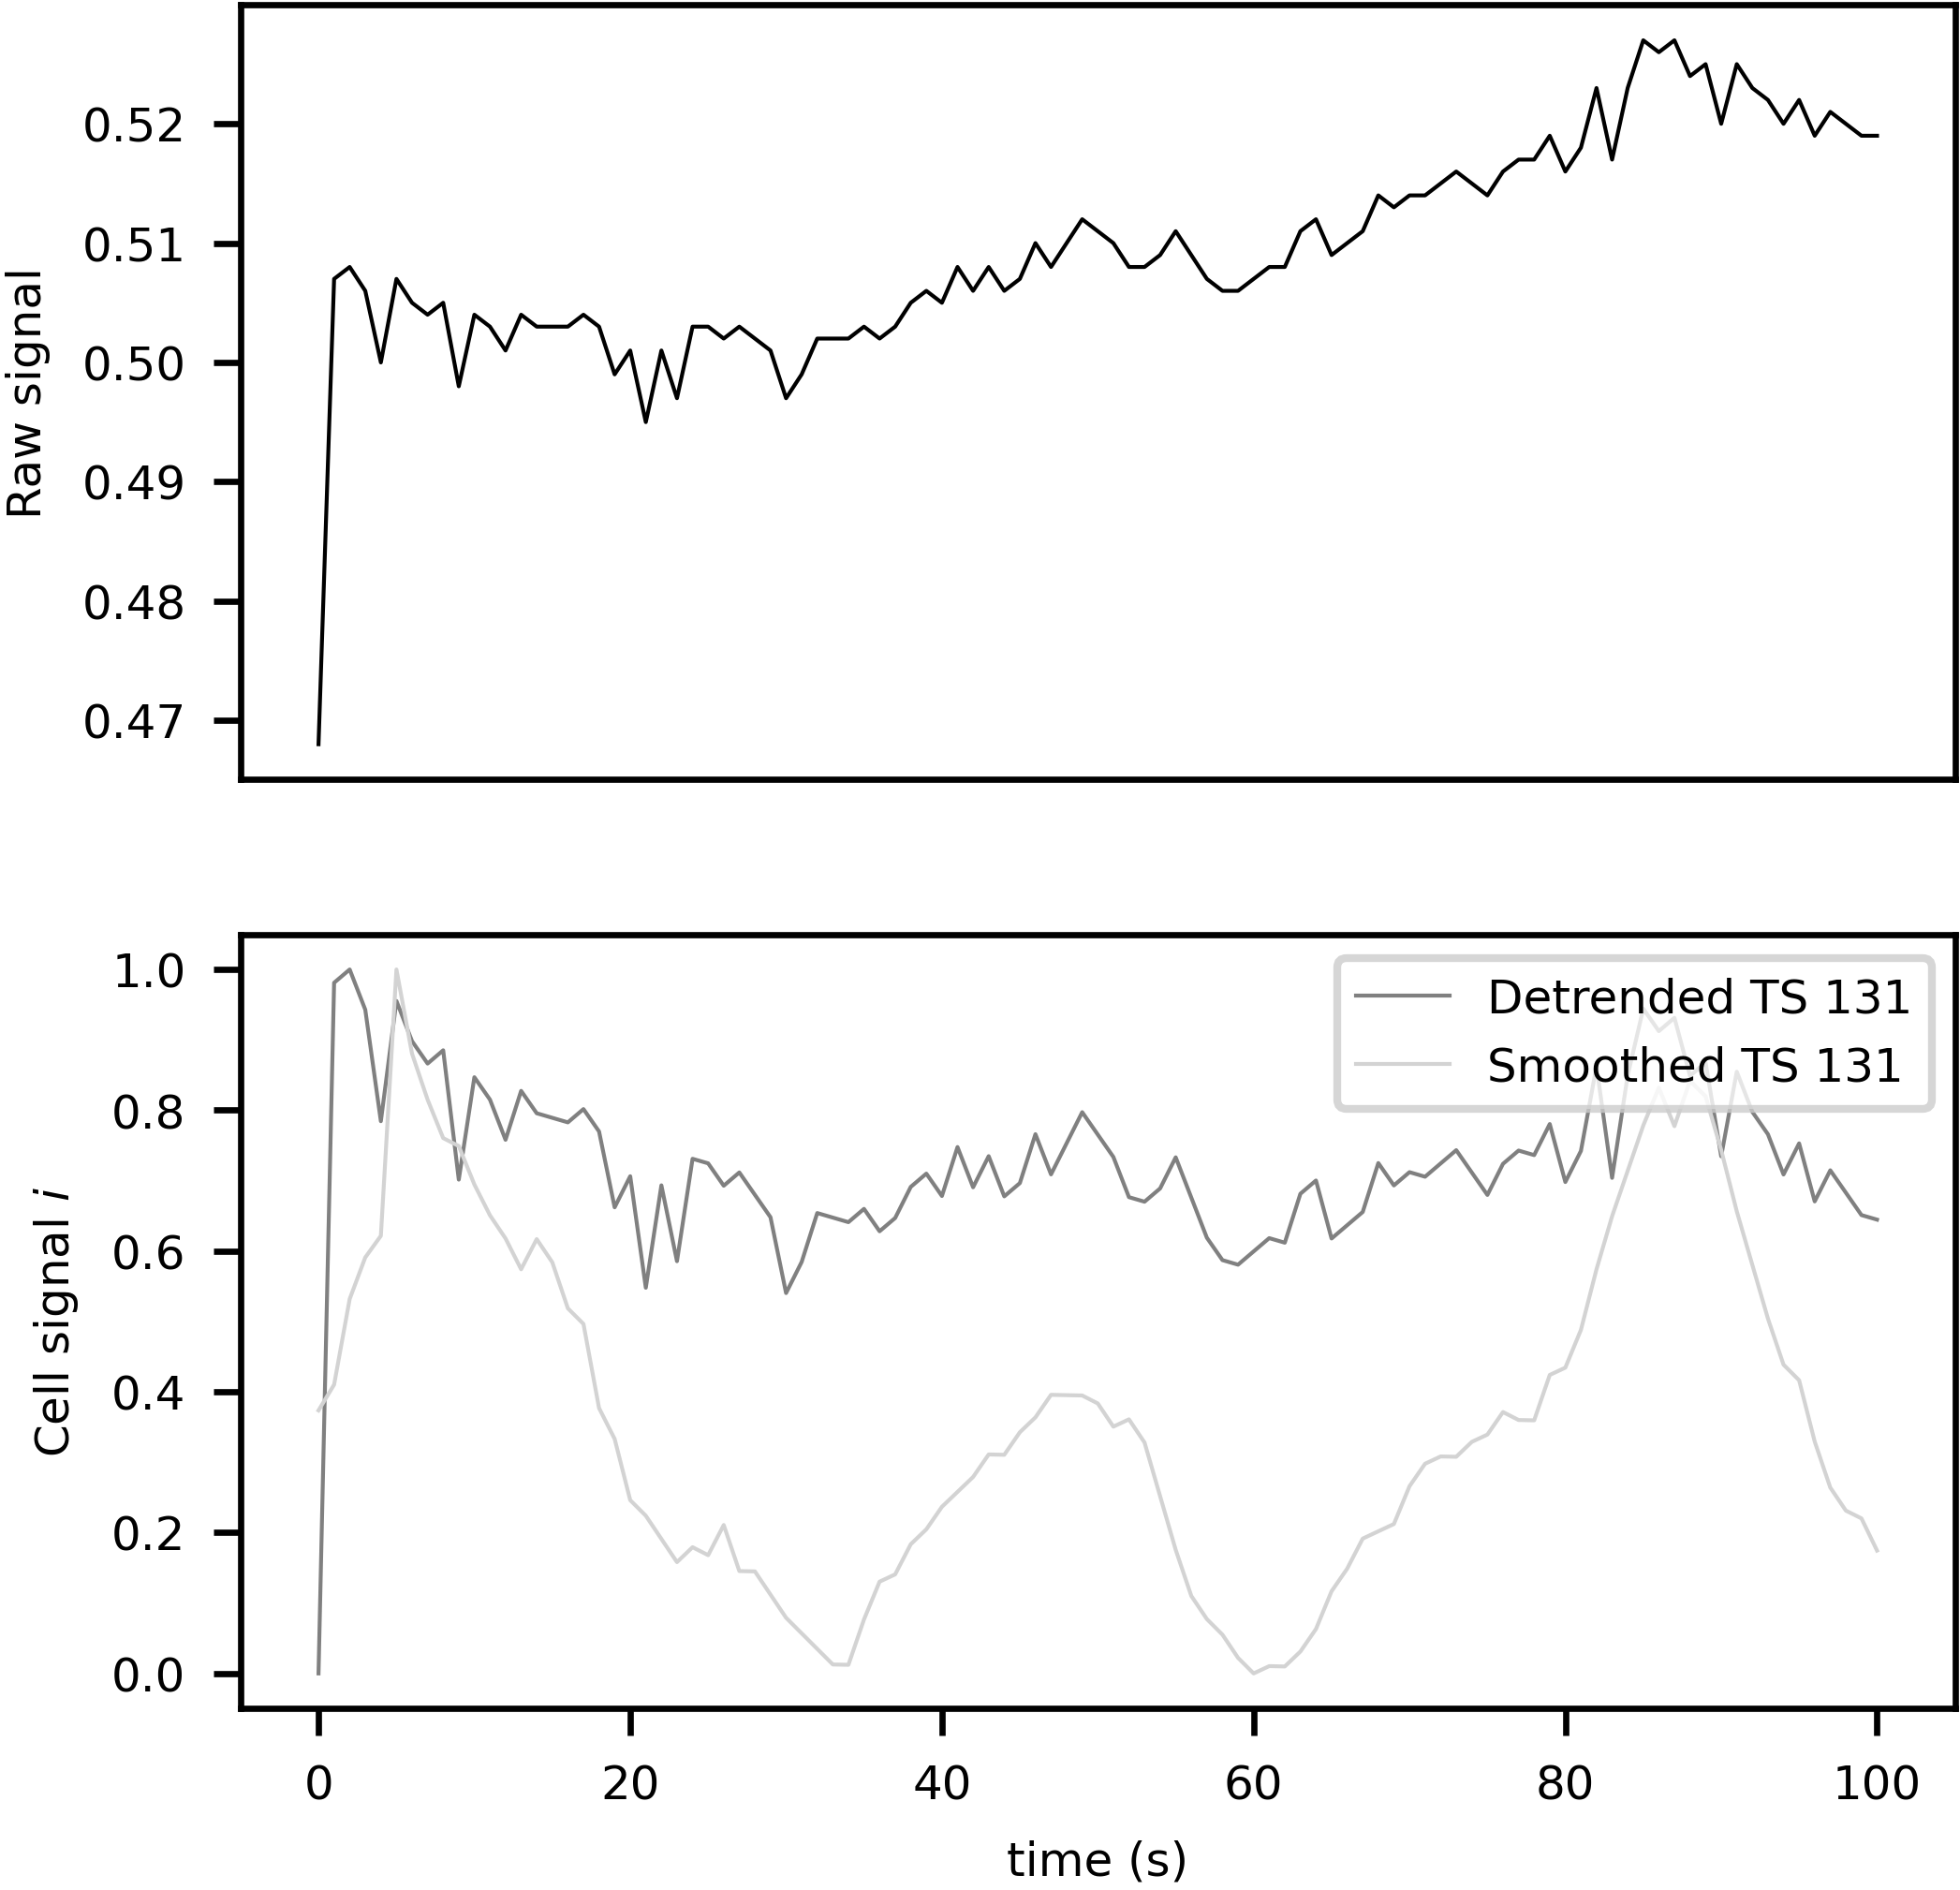 0.52
0.51
0.50
0.49
0.48
0.47
Raw signal
1.0
0.8
0.6
0.4
0.2
0.0
Cell signal i
Detrended TS 131
Smoothed TS 131
0 20 40 60 80 100
time (s)